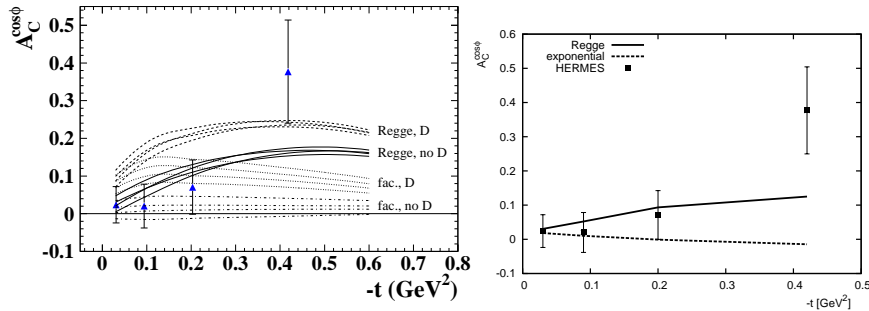 A_C^cosϕ
0.5
0.4
0.3
0.2
0.1
0
-0.1
Regge, D
Regge, no D
fac., D
fac., no D
0 0.1 0.2 0.3 0.4 0.5 0.6 0.7 0.8
-t (GeV²)
A_C^cosϕ
0.6
0.5
0.4
0.3
0.2
0.1
0
-0.1
Regge
exponential
HERMES
0 0.1 0.2 0.3 0.4 0.5
-t [GeV²]